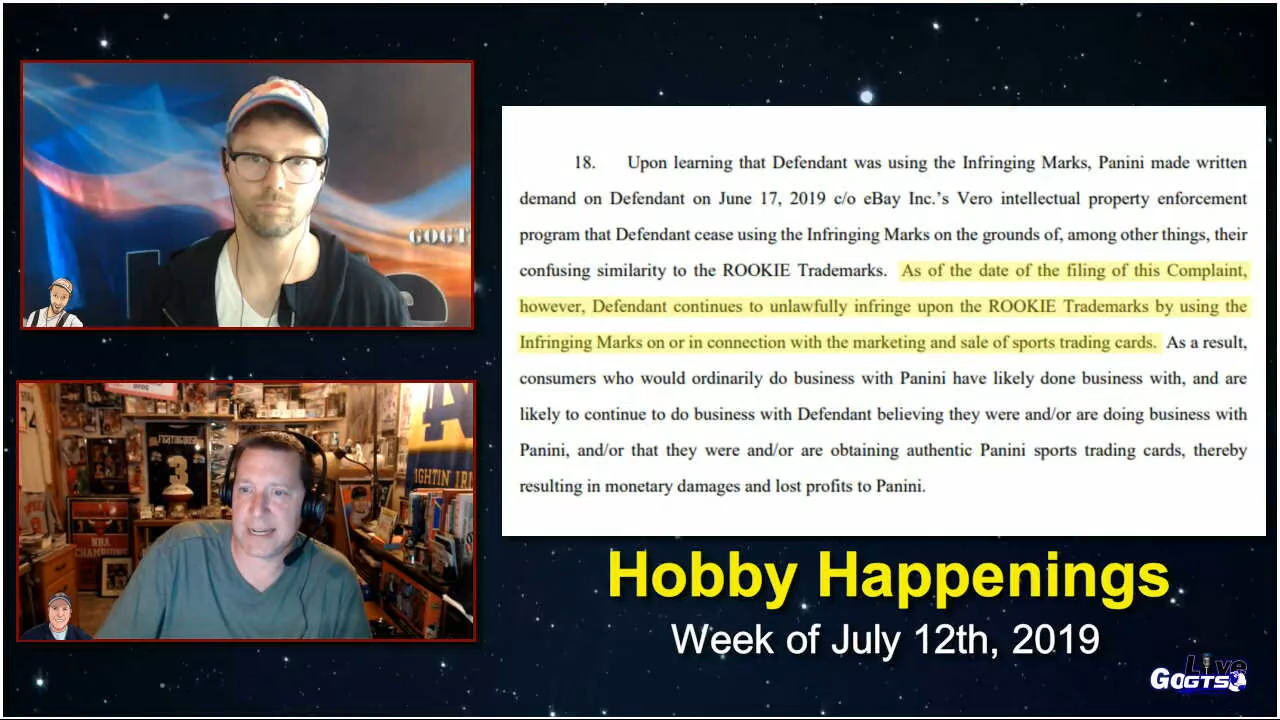 18. Upon learning that Defendant was using the Infringing Marks, Panini made written
demand on Defendant on June 17, 2019 c/o eBay Inc.'s Vero intellectual property enforcement
program that Defendant cease using the Infringing Marks on the grounds of, among other things, their
confusing similarity to the ROOKIE Trademarks. As of the date of the filing of this Complaint,
however, Defendant continues to unlawfully infringe upon the ROOKIE Trademarks by using the
Infringing Marks on or in connection with the marketing and sale of sports trading cards. As a result,
consumers who would ordinarily do business with Panini have likely done business with, and are
likely to continue to do business with Defendant believing they were and/or are doing business with
Panini, and/or that they were and/or are obtaining authentic Panini sports trading cards, thereby
resulting in monetary damages and lost profits to Panini.
Hobby Happenings
Week of July 12th, 2019
Live
GOGTS
GOGT
3
NBA
CHAMPIONS
IGHTIN' IR